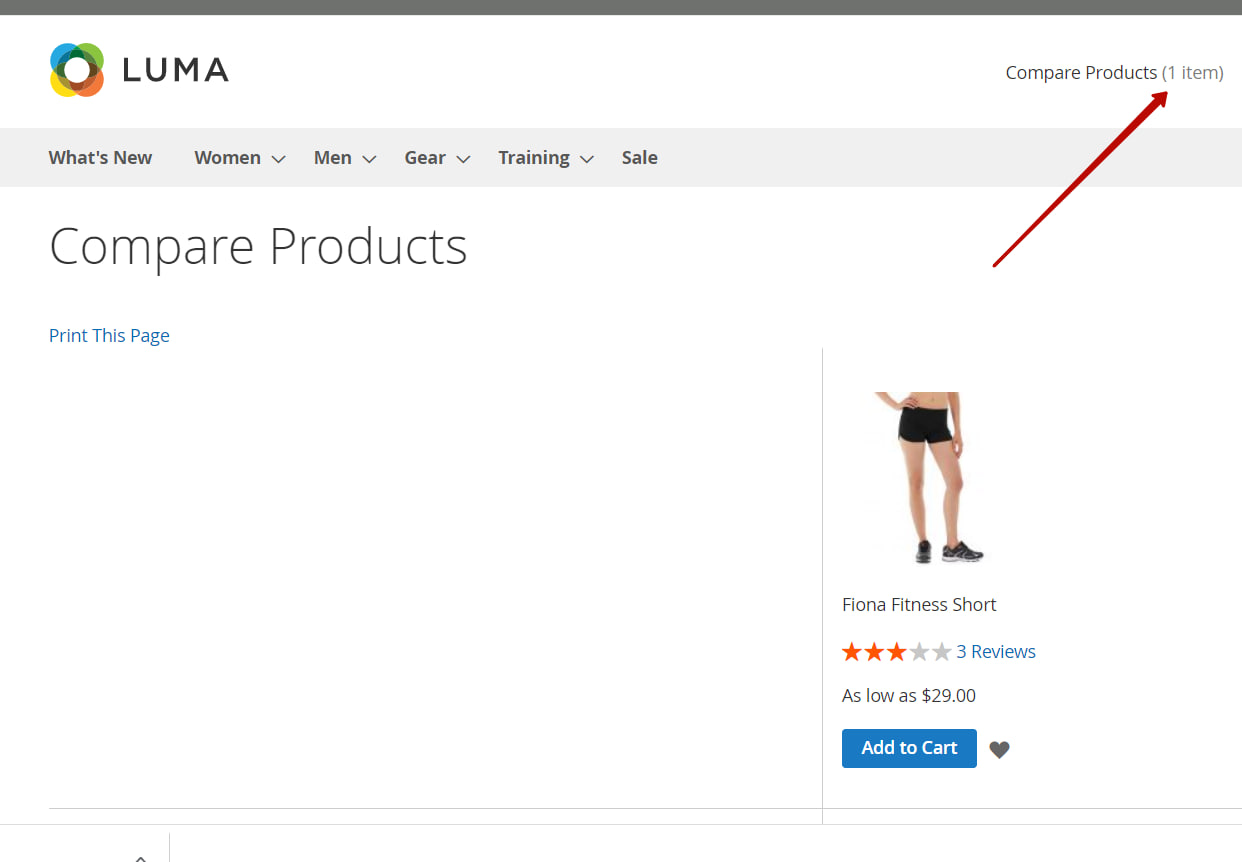 LUMA
Compare Products (1 item)
What's New Women Men Gear Training Sale
Compare Products
Print This Page
Fiona Fitness Short
3 Reviews
As low as $29.00
Add to Cart